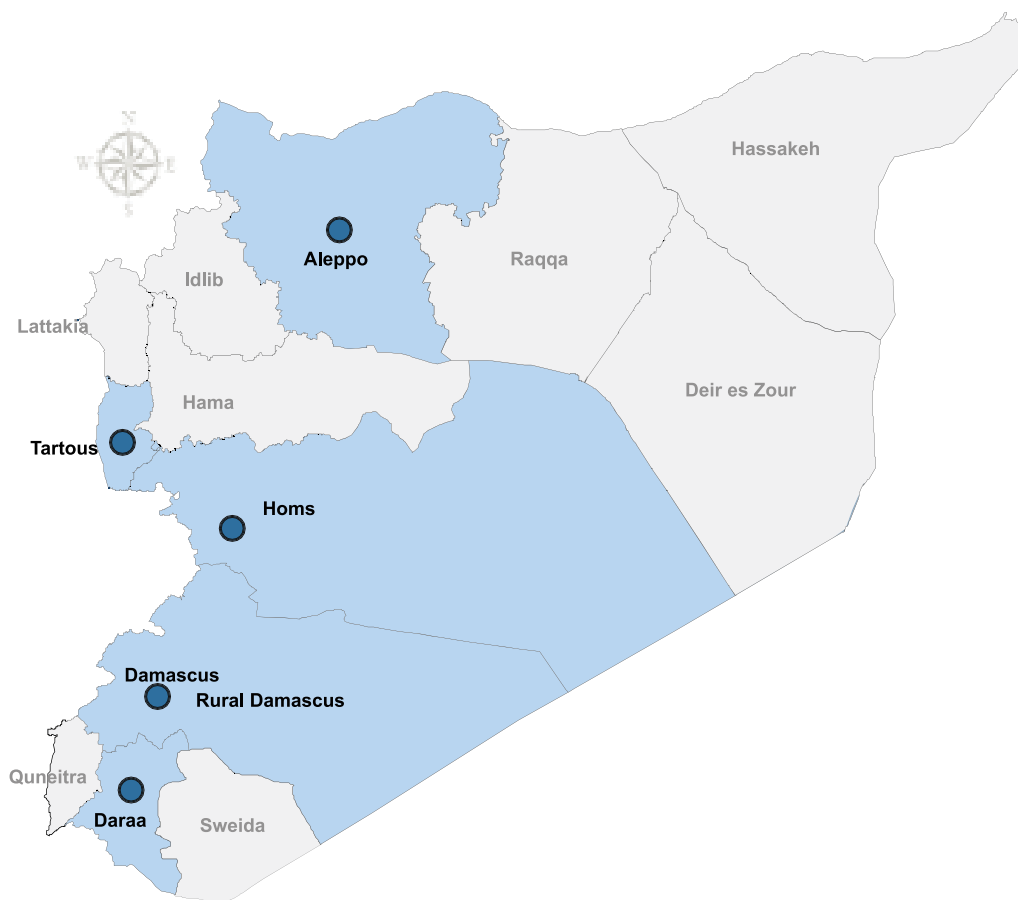 N
W
E
S
Hassakeh
Aleppo
Raqqa
Idlib
Lattakia
Deir es Zour
Hama
Tartous
Homs
Damascus
Rural Damascus
Quneitra
Daraa
Sweida